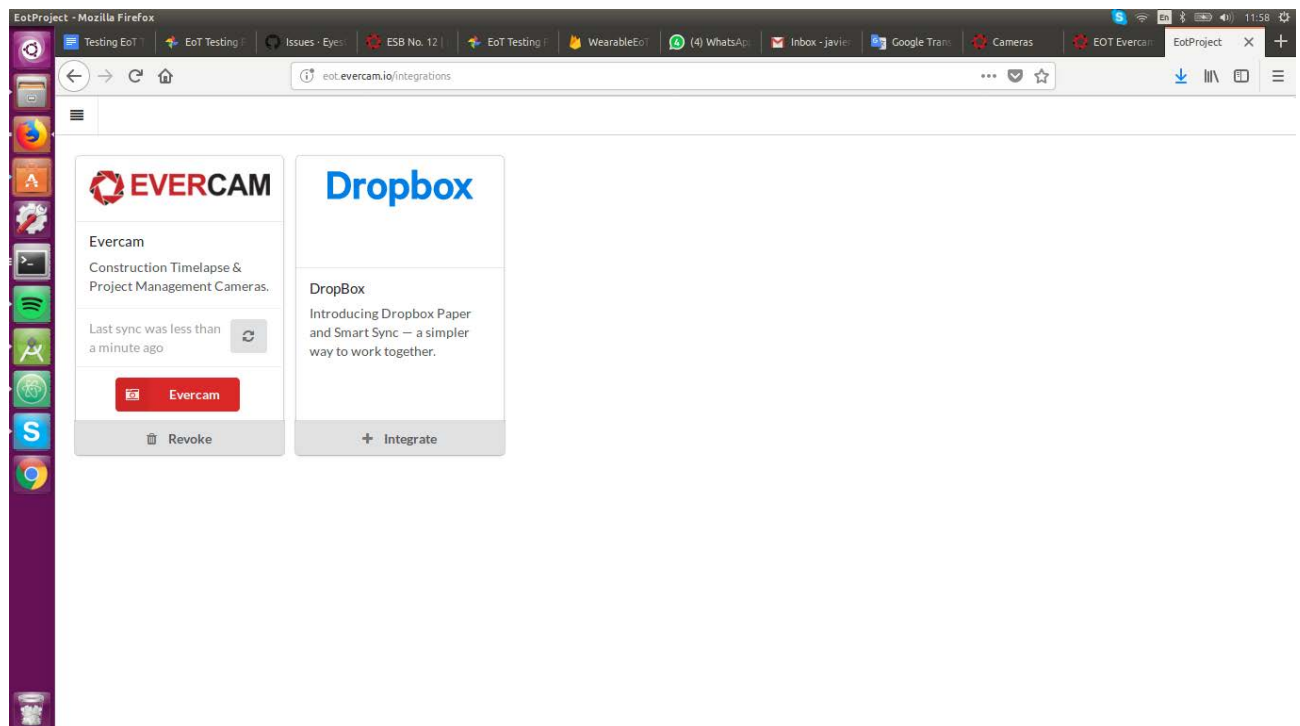 EotProject - Mozilla Firefox
En
11:58
Testing EoT T
EoT Testing F
Issues · Eyes
ESB No. 12 |
EoT Testing F
WearableEoT
(4) WhatsAp
Inbox - javie
Google Trans
Cameras
EOT Evercam
EotProject
eot.evercam.io/integrations
EVERCAM
Evercam
Construction Timelapse &
Project Management Cameras.
Last sync was less than
a minute ago
Evercam
Revoke
Dropbox
DropBox
Introducing Dropbox Paper
and Smart Sync — a simpler
way to work together.
Integrate